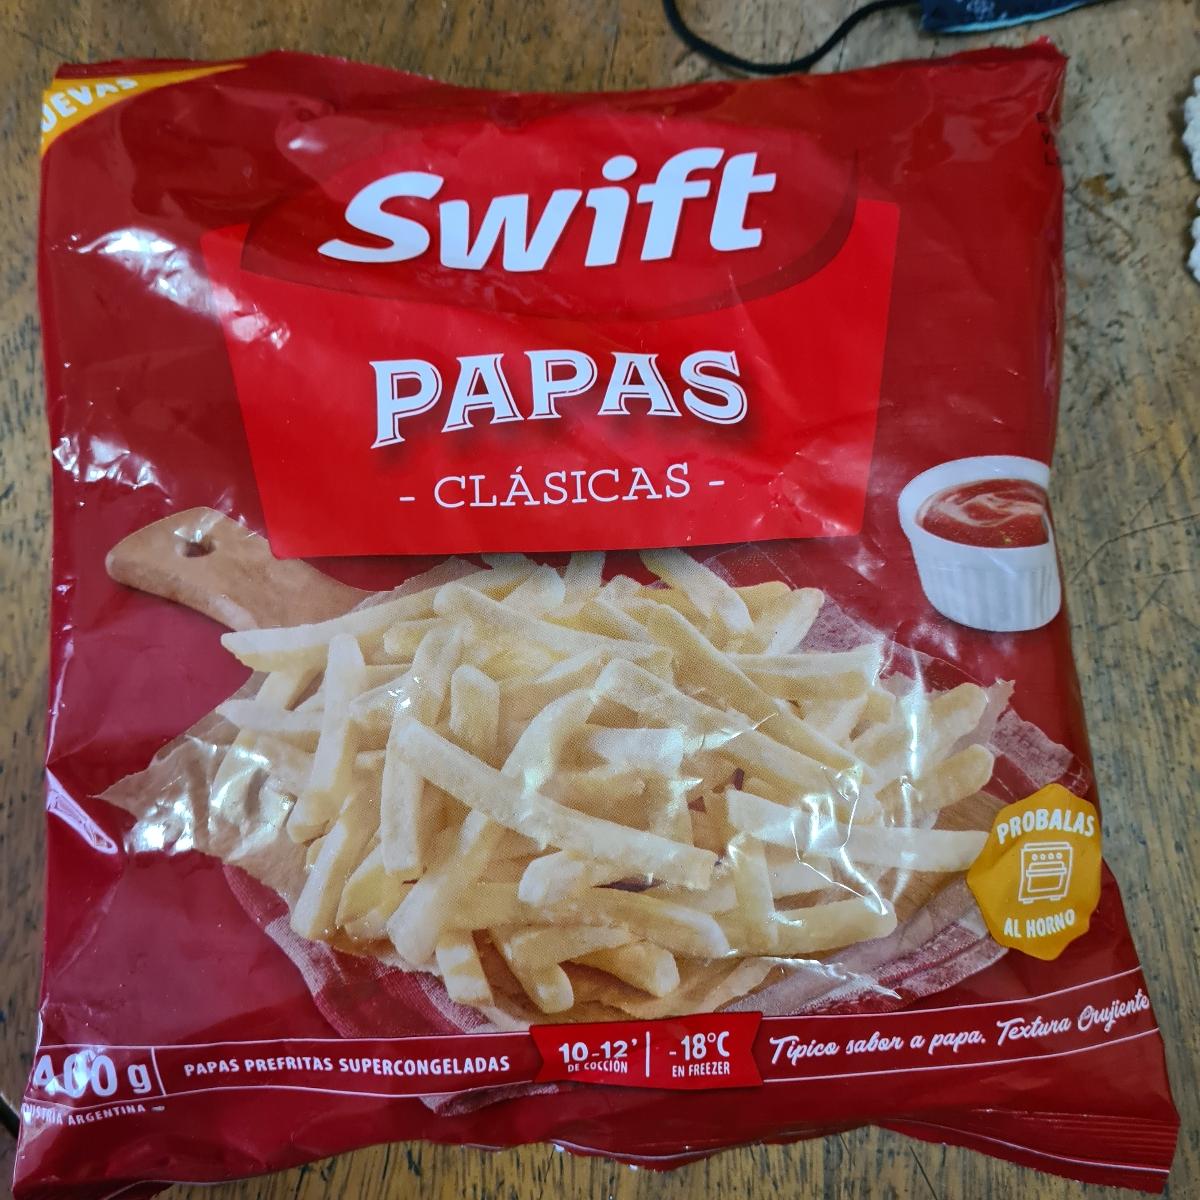 Swift
PAPAS
- CLÁSICAS -
PROBALAS
AL HORNO
400 g
PAPAS PREFRITAS SUPERCONGELADAS
10-12'
DE COCCIÓN
-18°C
EN FREEZER
Típico sabor a papa. Textura Crujiente
ARGENTINA